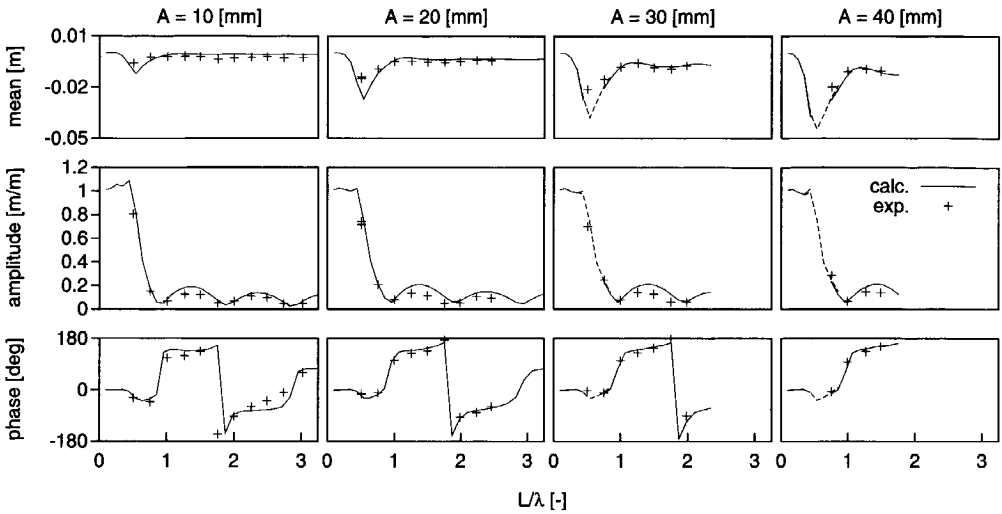 A = 10 [mm] A = 20 [mm] A = 30 [mm] A = 40 [mm]
mean [m]
0.01
-0.02
-0.05
amplitude [m/m]
1.2
1
0.8
0.6
0.4
0.2
0
calc.
exp.
phase [deg]
180
0
-180
0 1 2 3 0 1 2 3 0 1 2 3 0 1 2 3
L/λ [-]